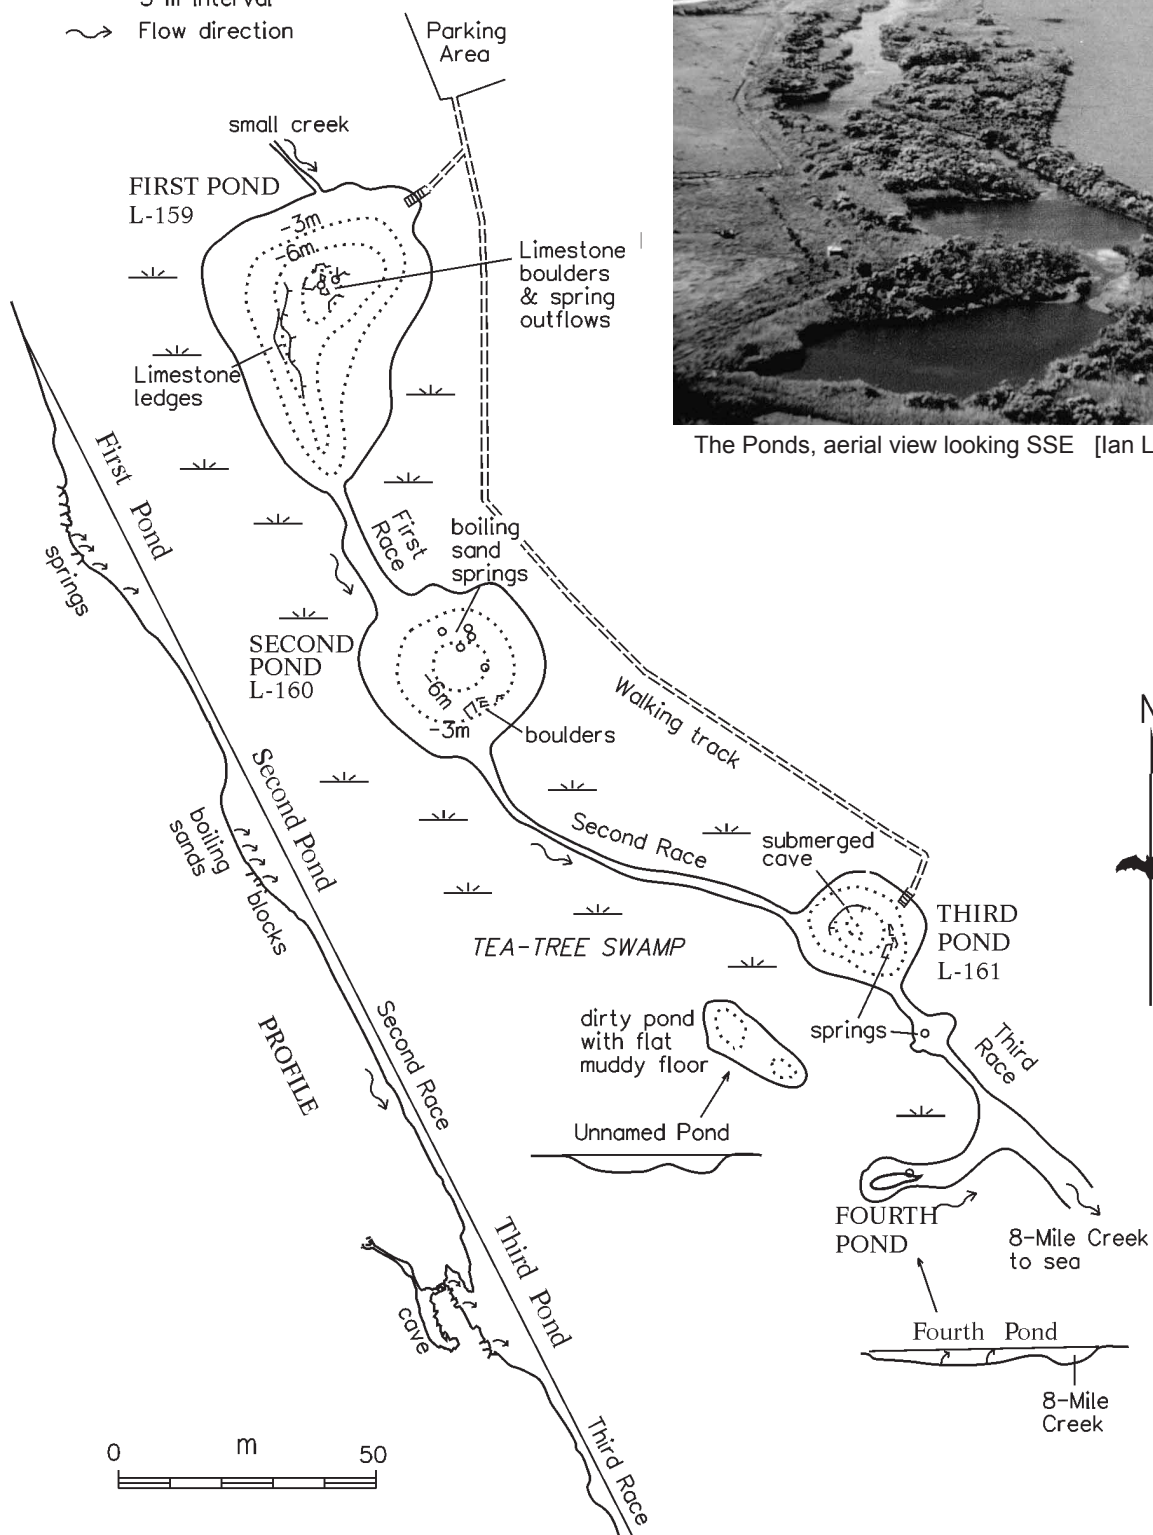 Flow direction
Parking
Area
small creek
FIRST POND
L-159
-3m
-6m
Limestone
boulders
& spring
outflows
Limestone
ledges
The Ponds, aerial view looking SSE [Ian L
First Pond
springs
First
Race
boiling
sand
springs
SECOND
POND
L-160
-6m
-3m
boulders
Walking track
Second Pond
boiling
sands
blocks
Second Race
submerged
cave
THIRD
POND
L-161
TEA-TREE SWAMP
springs
dirty pond
with flat
muddy floor
Third
Race
Unnamed Pond
PROFILE
Second Race
FOURTH
POND
8-Mile Creek
to sea
Third Pond
cave
Fourth Pond
8-Mile
Creek
0 m 50
Third Race